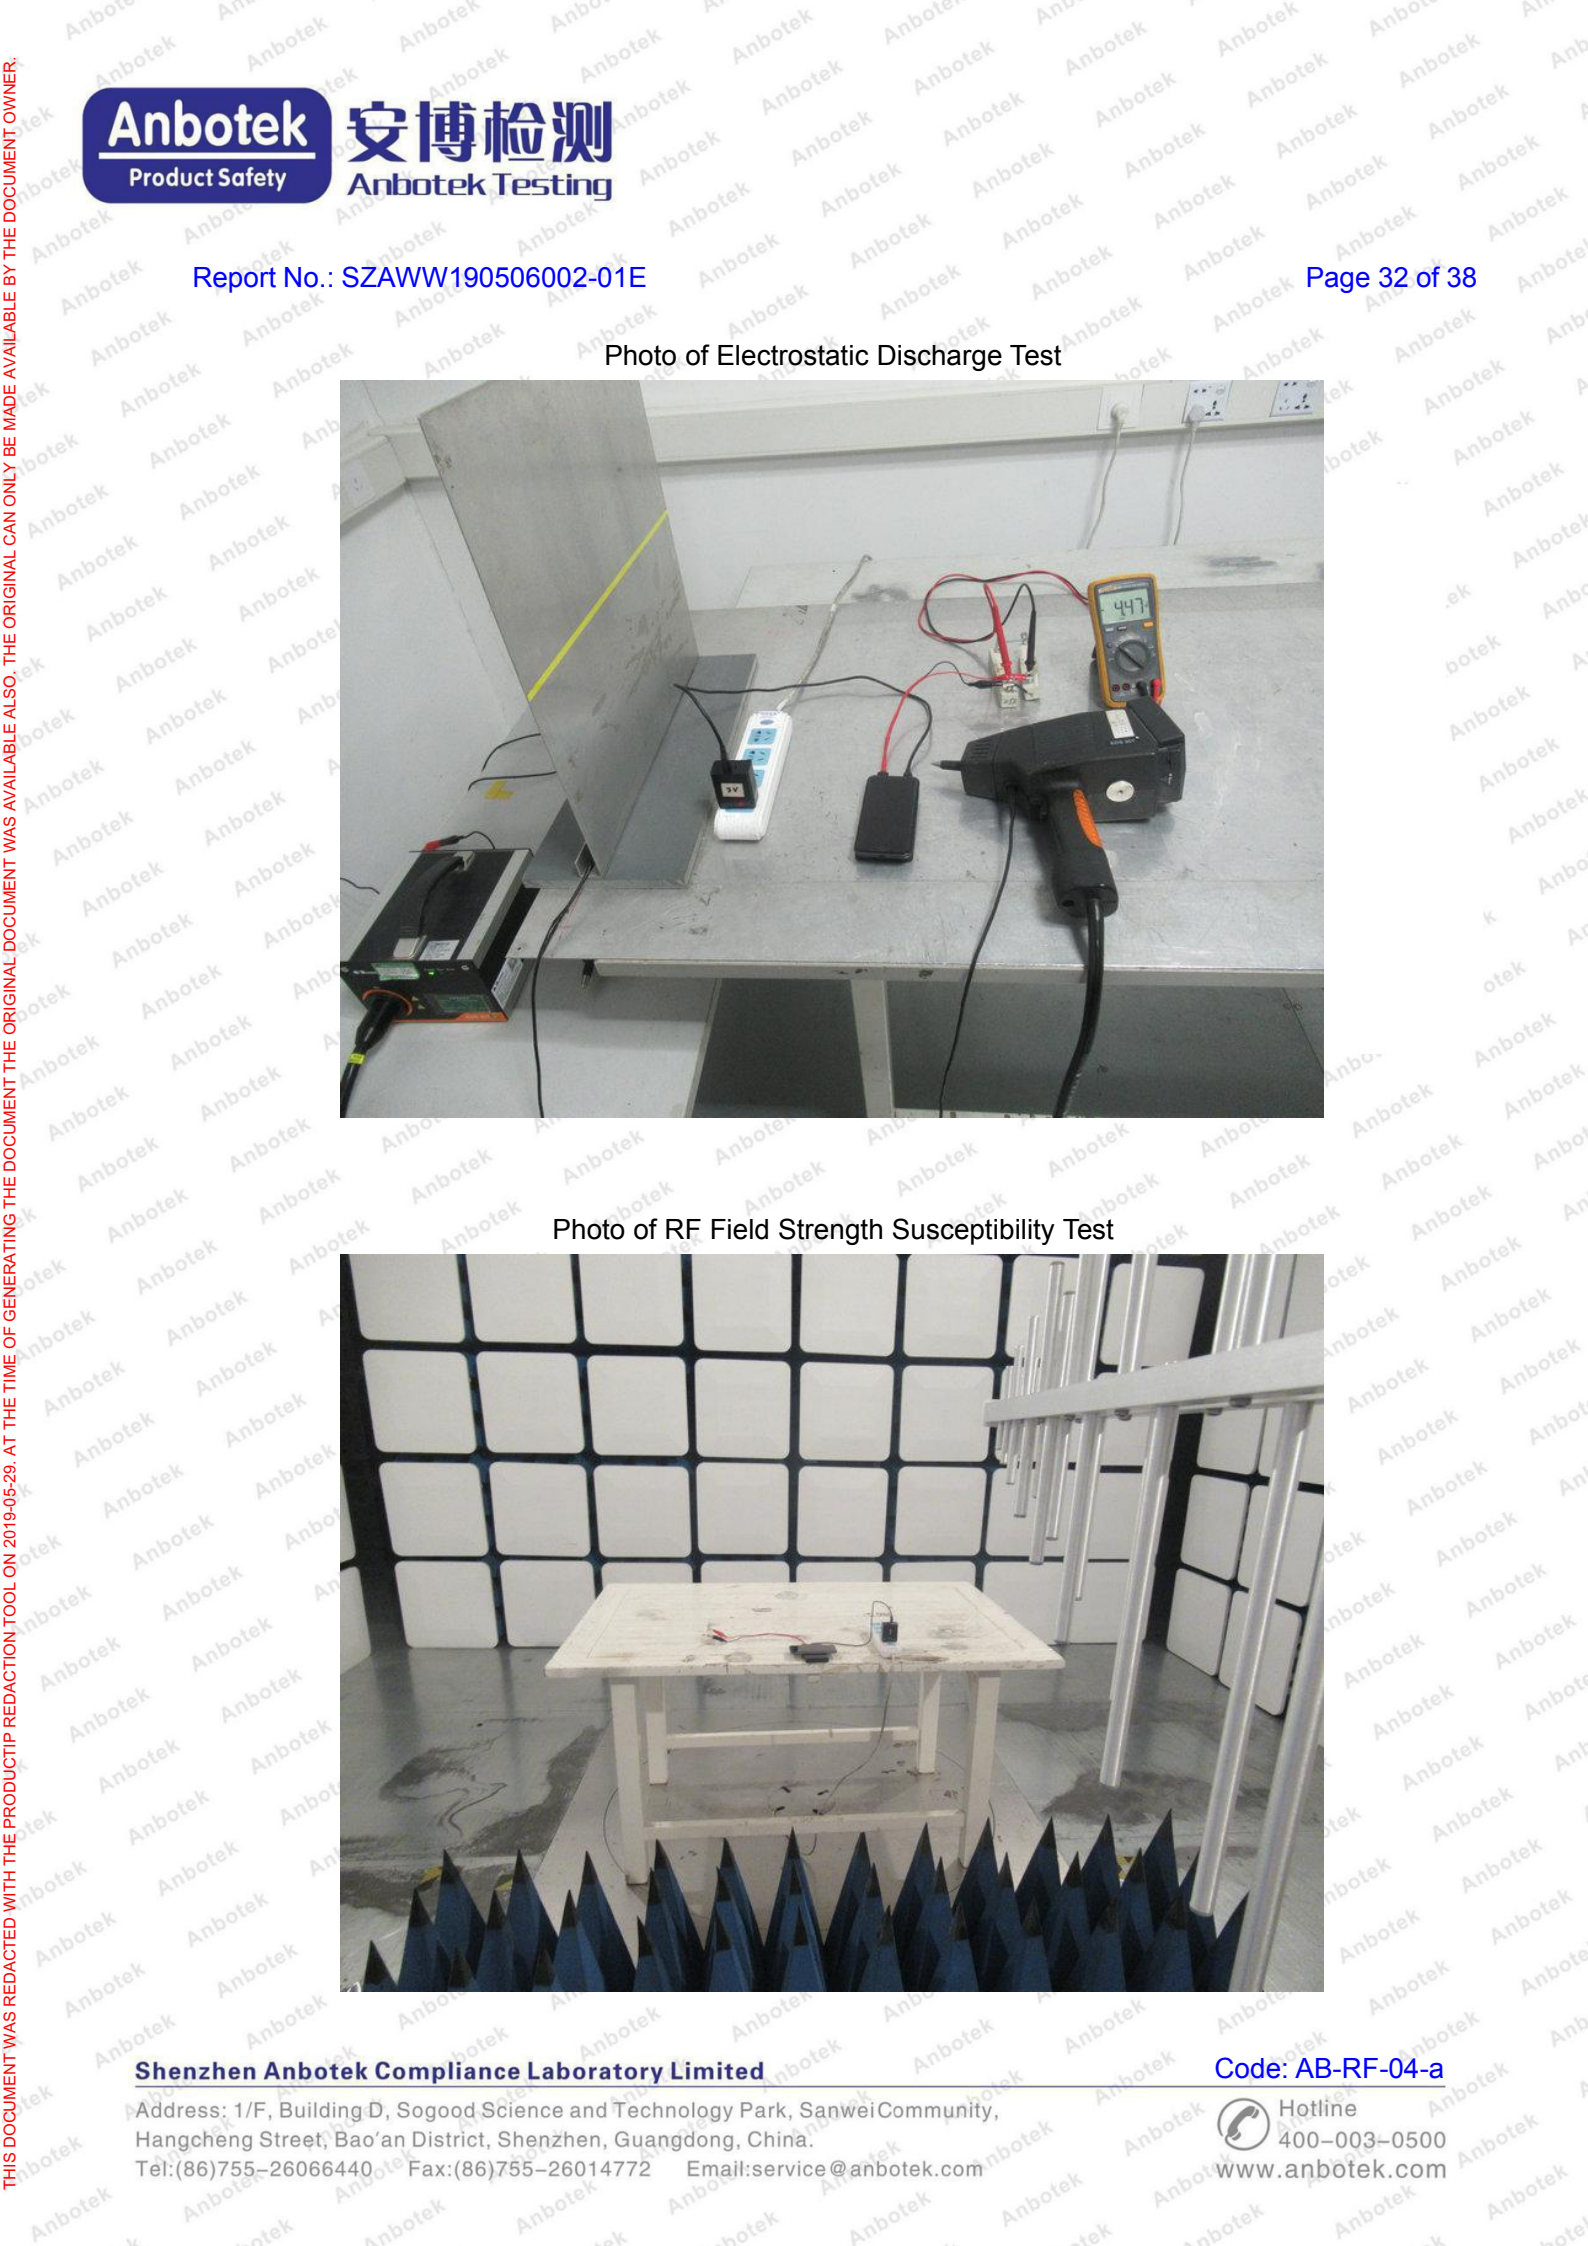 THIS DOCUMENT WAS REDACTED WITH THE PRODUCTIP REDACTION TOOL ON 2019-05-29. AT THE TIME OF GENERATING THE DOCUMENT THE ORIGINAL DOCUMENT WAS AVAILABLE ALSO. THE ORIGINAL CAN ONLY BE MADE AVAILABLE BY THE DOCUMENT OWNER.
Anbotek
Product Safety
安博检测
Anbotek Testing
Report No.: SZAWW190506002-01E
Page 32 of 38
Photo of Electrostatic Discharge Test
4.47
5V
Photo of RF Field Strength Susceptibility Test
Shenzhen Anbotek Compliance Laboratory Limited
Code: AB-RF-04-a
Address: 1/F, Building D, Sogood Science and Technology Park, Sanwei Community,
Hangcheng Street, Bao'an District, Shenzhen, Guangdong, China.
Tel:(86)755-26066440 Fax:(86)755-26014772 Email:service@anbotek.com
Hotline
400-003-0500
www.anbotek.com